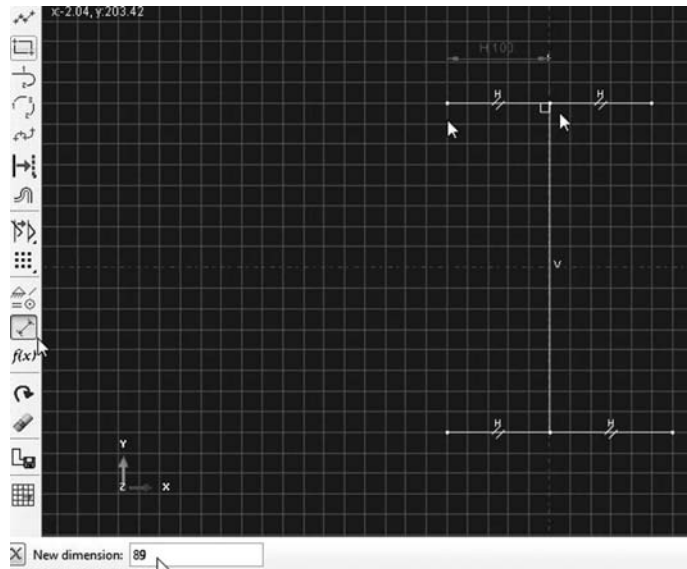 x:-2.04, y:203.42
H 100
H H
f(x)
V
H H
Y
Z X
New dimension: 89